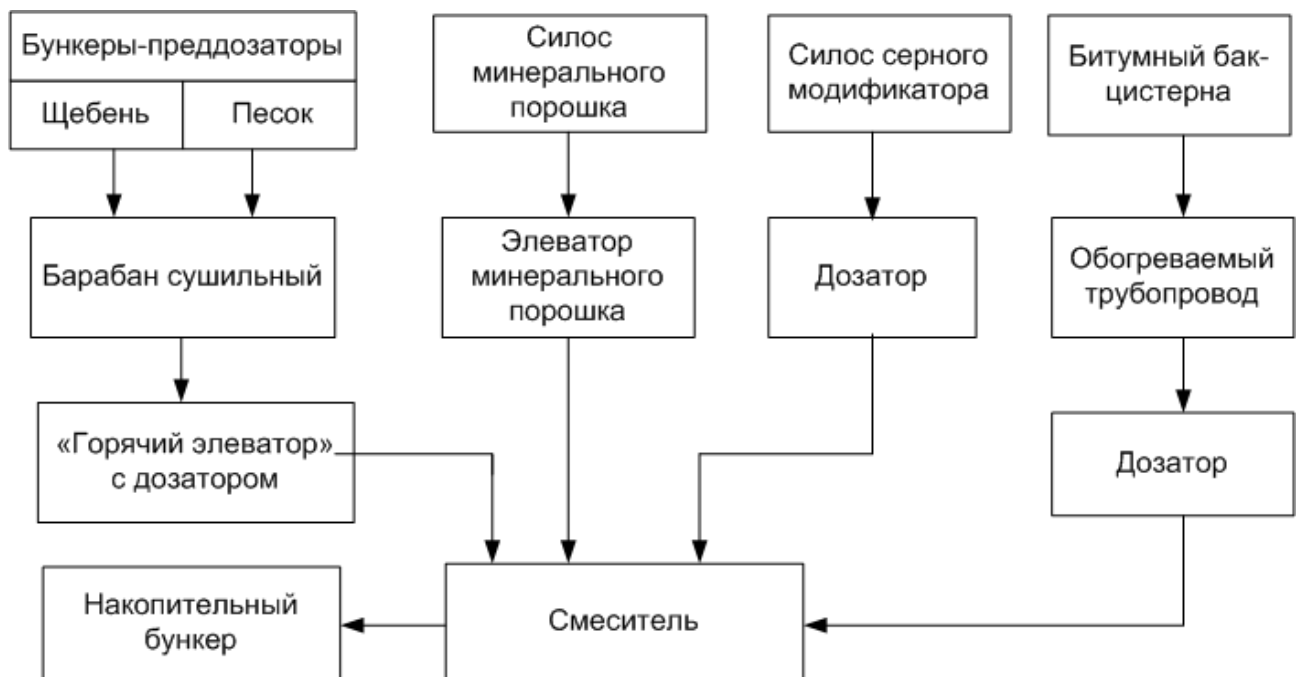 Бункеры-преддозаторы
Щебень
Песок
Силос
минерального
порошка
Силос серного
модификатора
Битумный бак-
цистерна
Барабан сушильный
Элеватор
минерального
порошка
Дозатор
Обогреваемый
трубопровод
«Горячий элеватор»
с дозатором
Дозатор
Накопительный
бункер
Смеситель